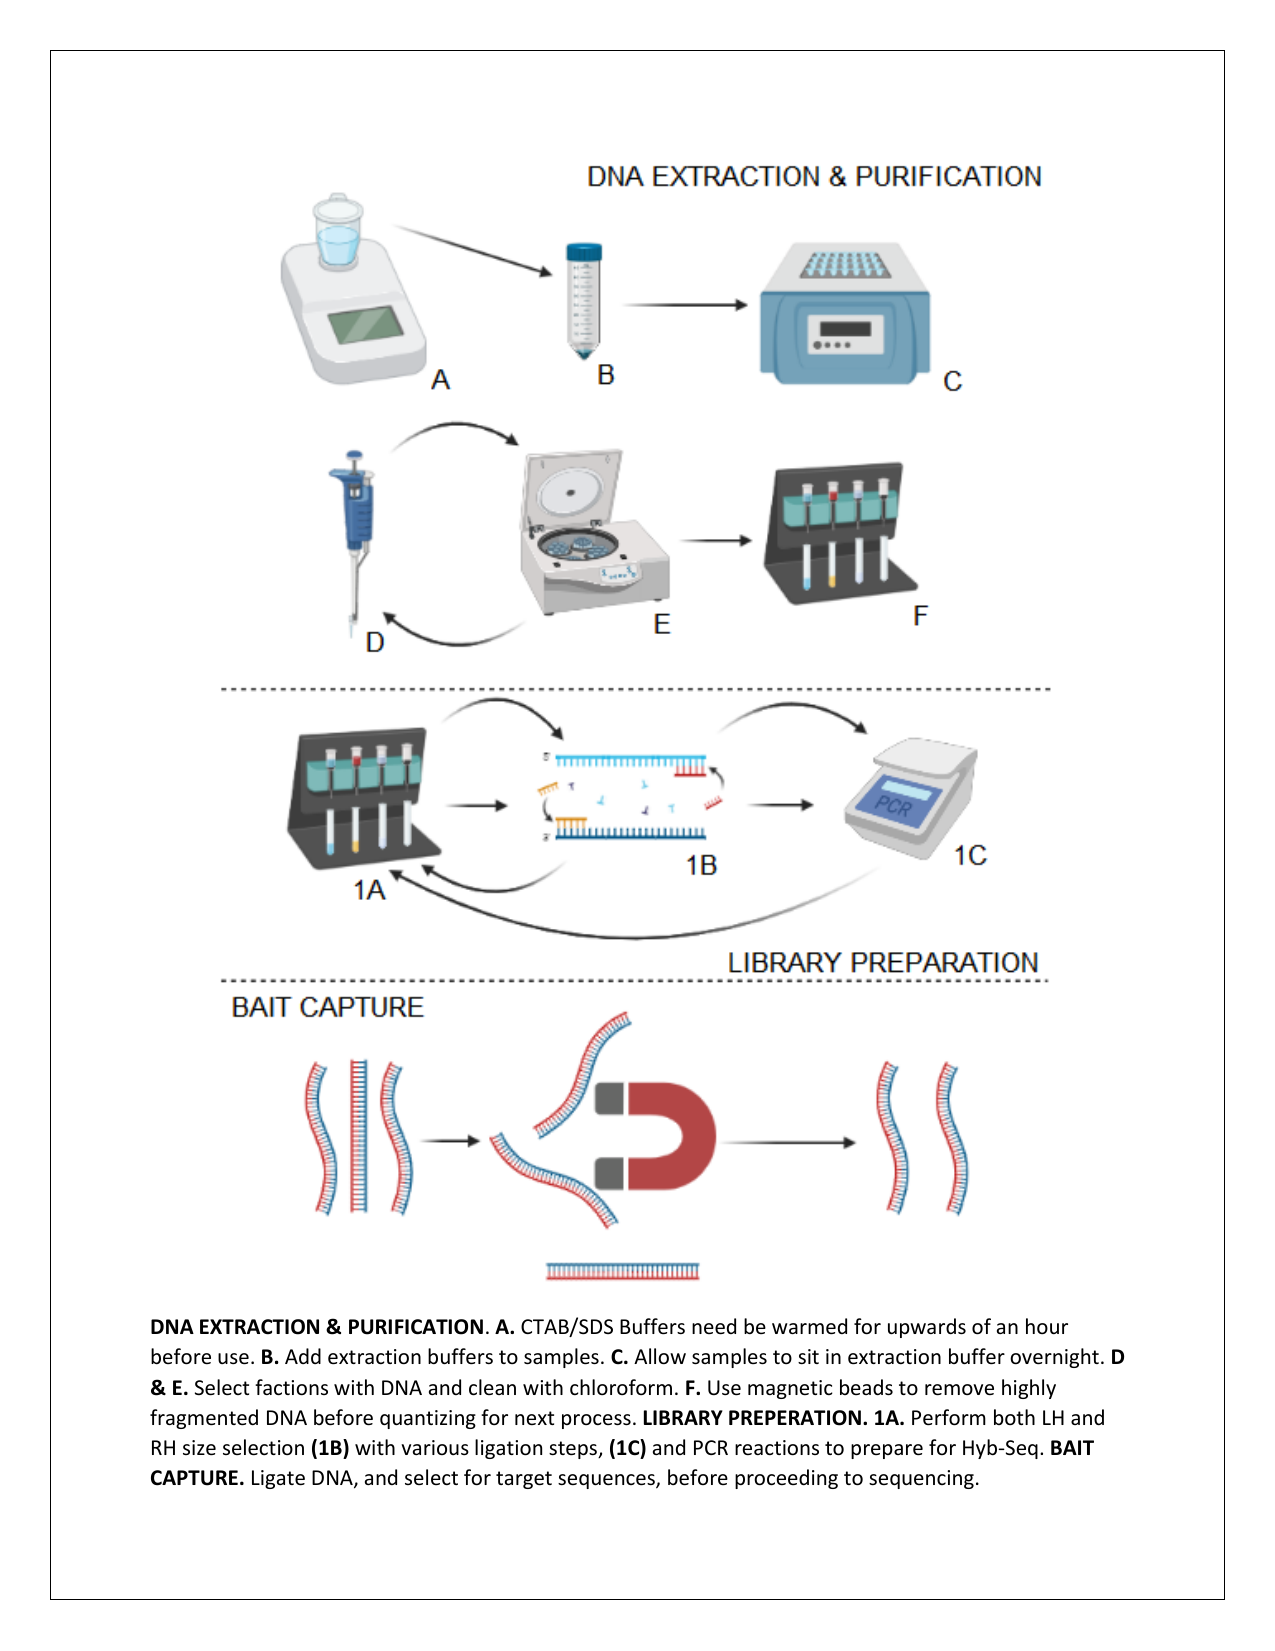 DNA EXTRACTION & PURIFICATION
A
B
C
D
E
F
1A
1B
PCR
1C
LIBRARY PREPARATION
BAIT CAPTURE
DNA EXTRACTION & PURIFICATION. A. CTAB/SDS Buffers need be warmed for upwards of an hour
before use. B. Add extraction buffers to samples. C. Allow samples to sit in extraction buffer overnight. D
& E. Select factions with DNA and clean with chloroform. F. Use magnetic beads to remove highly
fragmented DNA before quantizing for next process. LIBRARY PREPERATION. 1A. Perform both LH and
RH size selection (1B) with various ligation steps, (1C) and PCR reactions to prepare for Hyb-Seq. BAIT
CAPTURE. Ligate DNA, and select for target sequences, before proceeding to sequencing.